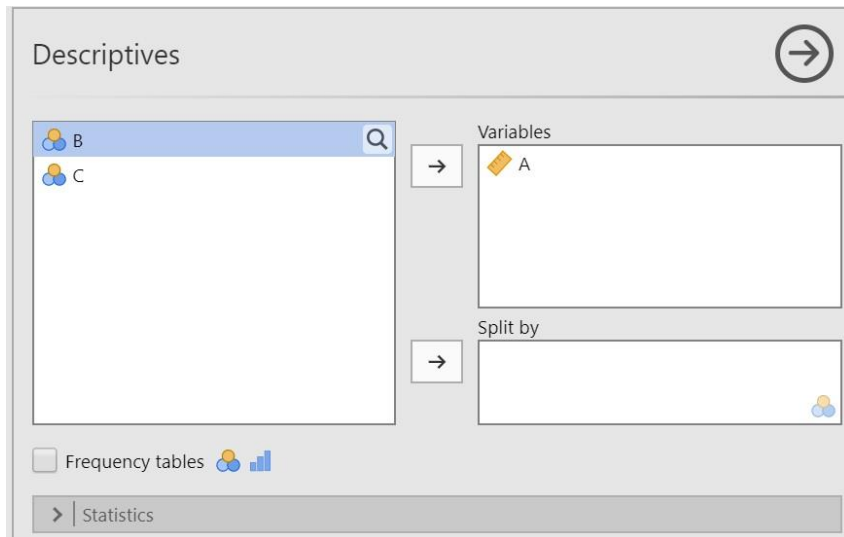 Descriptives
B
C
Variables
A
Split by
Frequency tables
Statistics